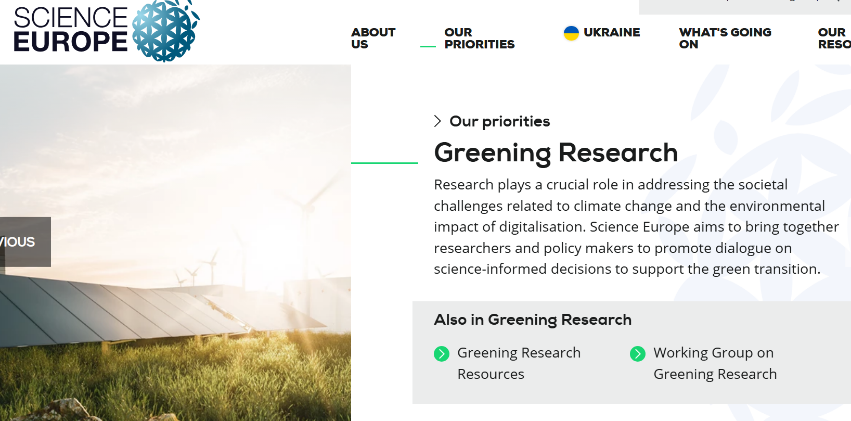 SCIENCE
EUROPE
ABOUT
US
OUR
PRIORITIES
UKRAINE
WHAT'S GOING
ON
OUR
Our priorities
Greening Research
Research plays a crucial role in addressing the societal
challenges related to climate change and the environmental
impact of digitalisation. Science Europe aims to bring together
researchers and policy makers to promote dialogue on
science-informed decisions to support the green transition.
Also in Greening Research
Greening Research
Resources
Working Group on
Greening Research